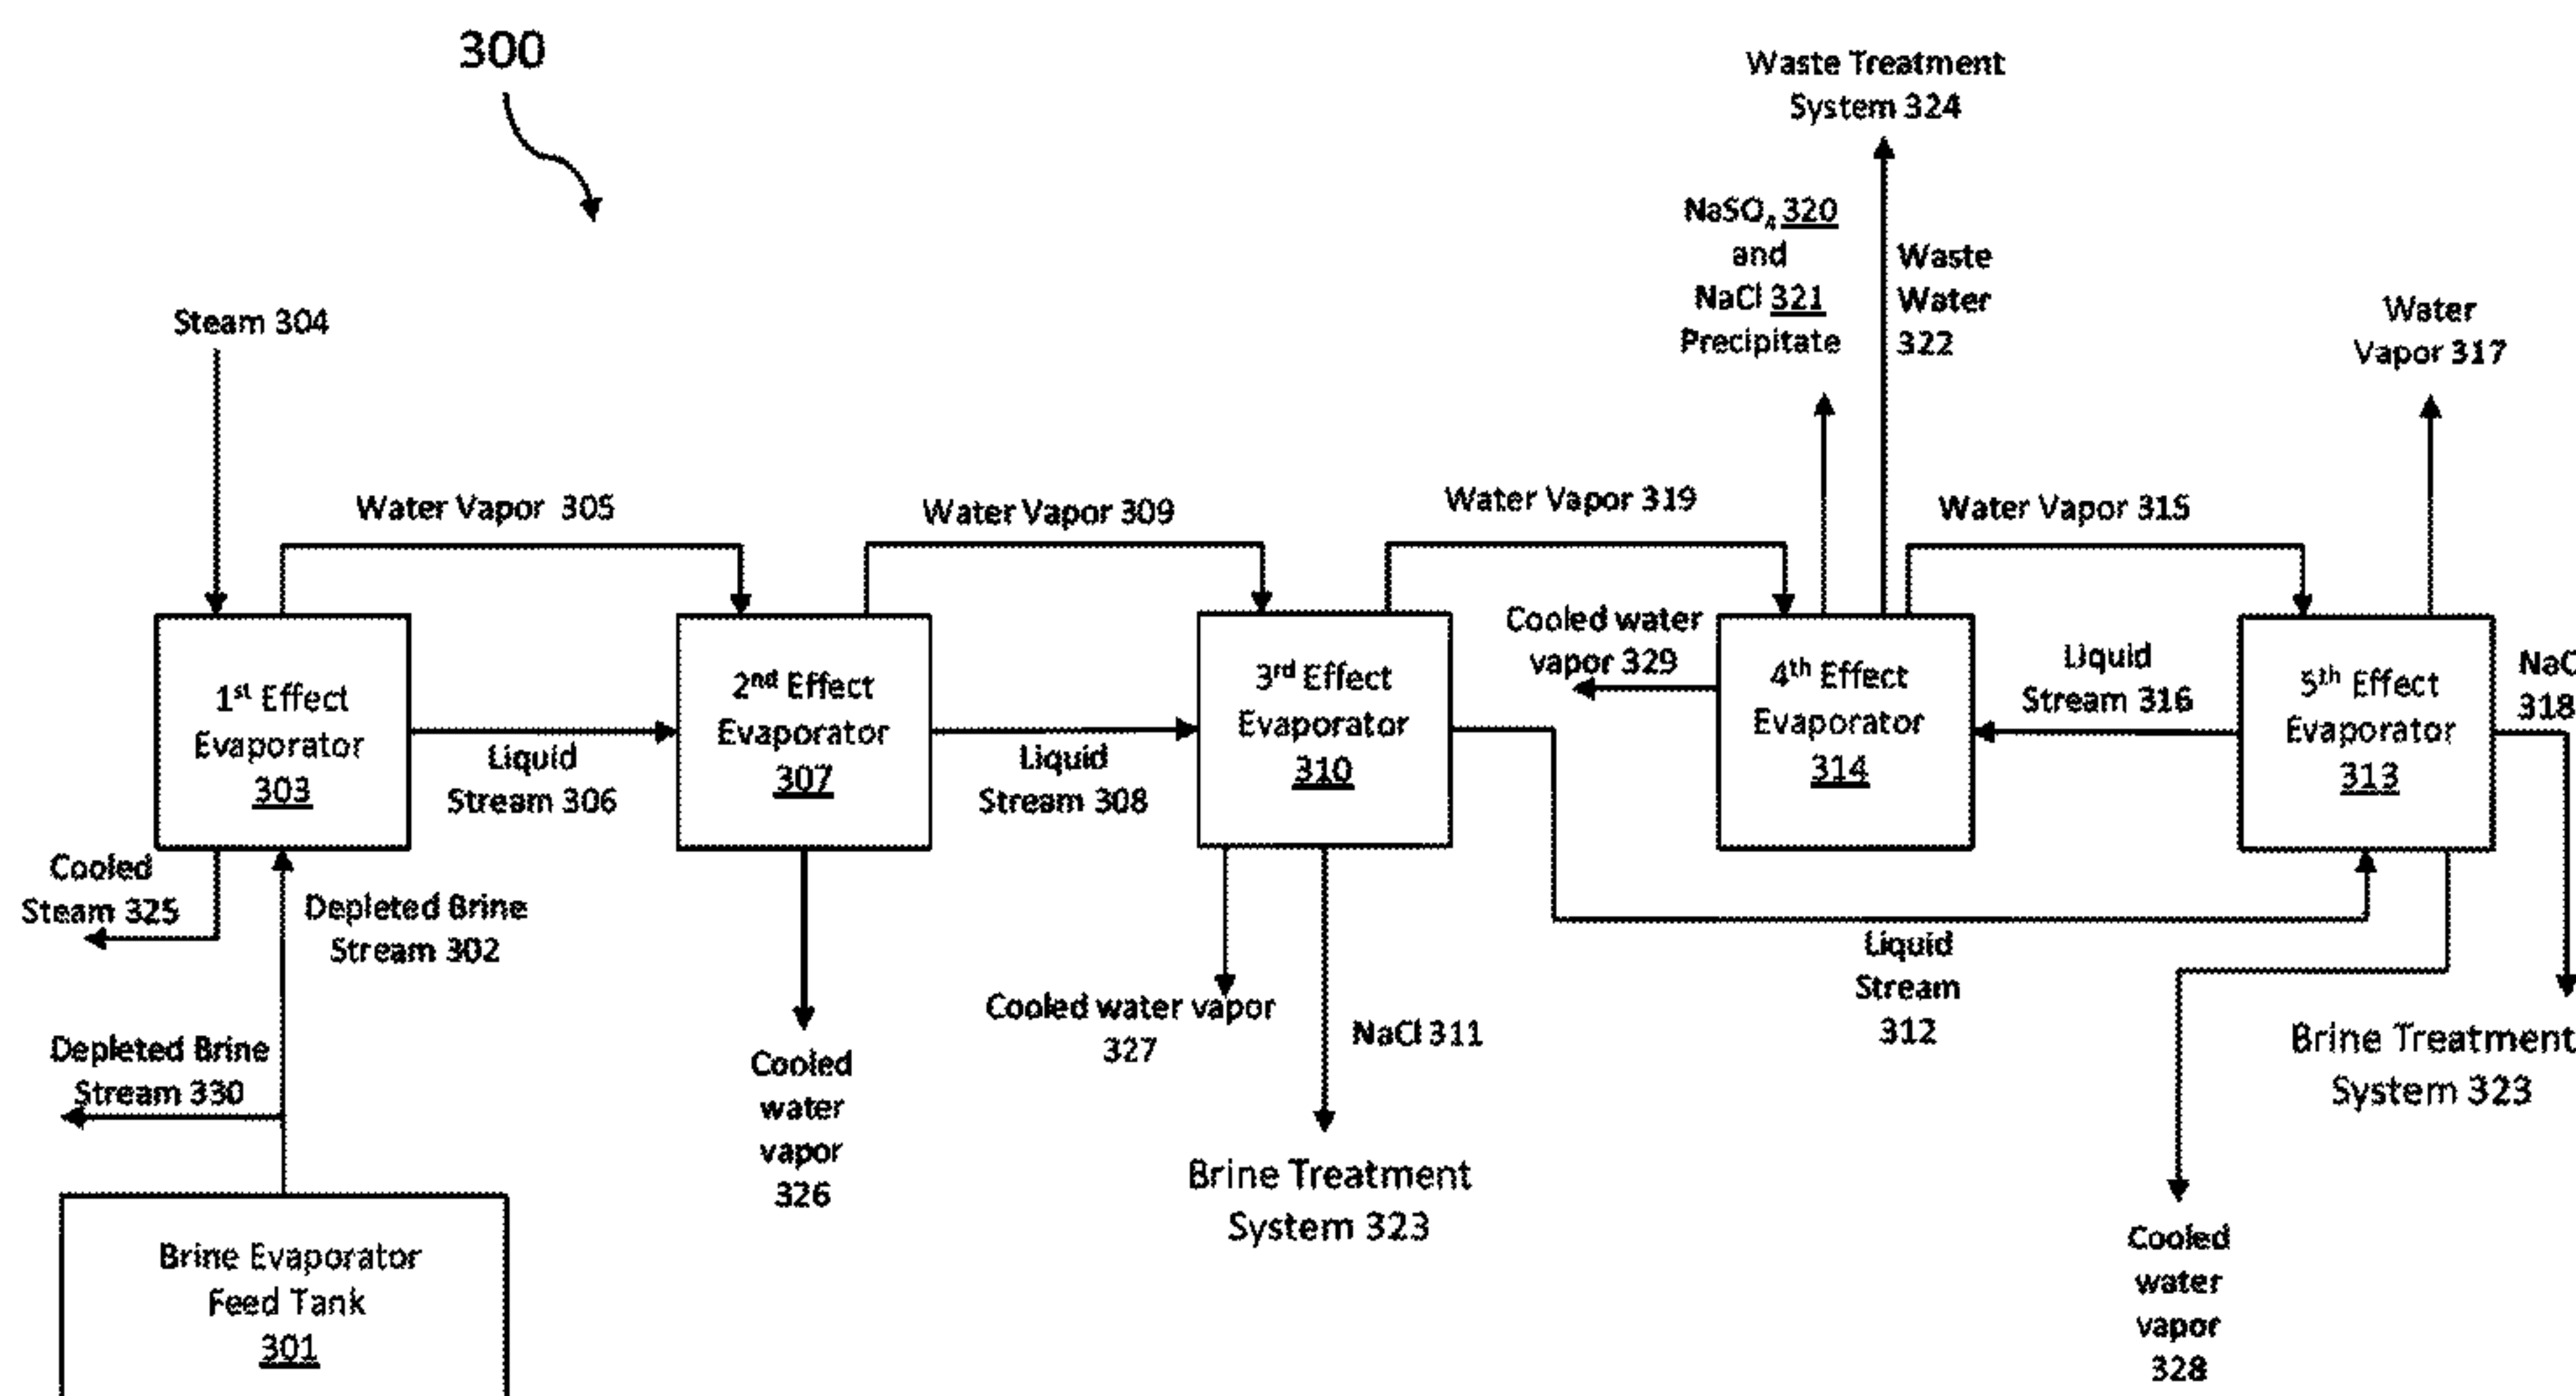 300
Waste Treatment
System 324
NaSO4 320
and
NaCl 321
Precipitate
Waste
Water
322
Steam 304
Water
Vapor 317
Water Vapor 305
Water Vapor 309
Water Vapor 319
Water Vapor 315
1st Effect
Evaporator
303
Liquid
Stream 306
2nd Effect
Evaporator
307
Liquid
Stream 308
3rd Effect
Evaporator
310
Cooled water
vapor 329
4th Effect
Evaporator
314
Liquid
Stream 316
5th Effect
Evaporator
313
NaC
318
Cooled
Steam 325
Depleted Brine
Stream 302
Liquid
Stream
312
Cooled water vapor
327
NaCl 311
Depleted Brine
Stream 330
Cooled
water
vapor
326
Brine Treatment
System 323
Brine Treatment
System 323
Brine Evaporator
Feed Tank
301
Cooled
water
vapor
328